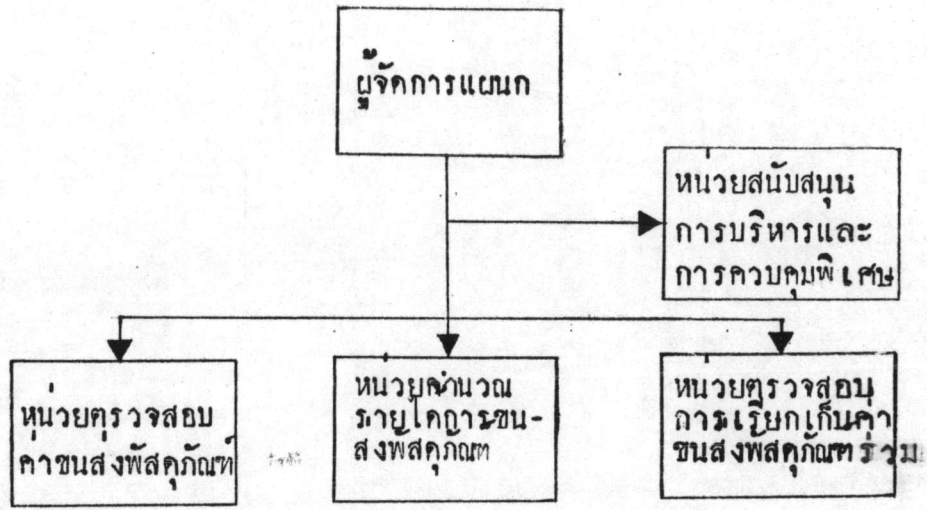 ผู้จัดการแผนก
หน่วยสนับสนุน
การบริหารและ
การควบคุมพิเศษ
หน่วยตรวจสอบ
ค่าขนส่งพัสดุภัณฑ์
หน่วยคำนวณ
รายได้การขน-
ส่งพัสดุภัณฑ์
หน่วยตรวจสอบ
การเรียกเก็บค่า
ขนส่งพัสดุภัณฑ์ร่วม